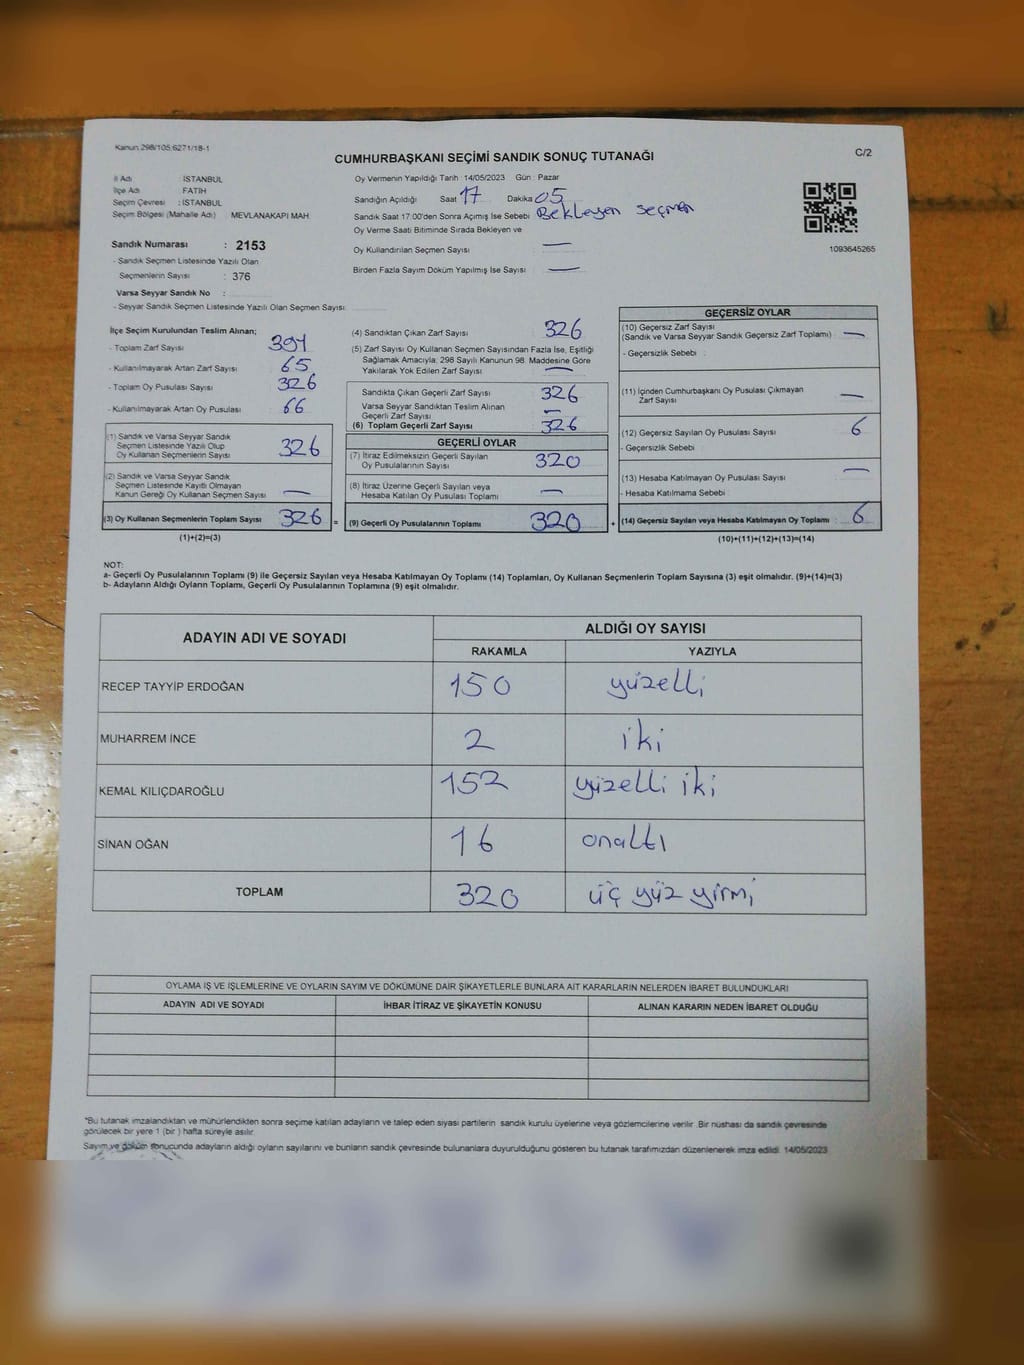 Kanun 298/105:6271/18-1
CUMHURBAŞKANI SEÇİMİ SANDIK SONUÇ TUTANAĞI
C/2
İl Adı : İSTANBUL
İlçe Adı : FATİH
Seçim Çevresi : İSTANBUL
Seçim Bölgesi (Mahalle Adı) : MEVLANAKAPI MAH
Sandık Numarası : 2153
- Sandık Seçmen Listesinde Yazılı Olan
Seçmenlerin Sayısı : 376
Varsa Seyyar Sandık No :
- Seyyar Sandık Seçmen Listesinde Yazılı Olan Seçmen Sayısı:
Oy Vermenin Yapıldığı Tarih : 14/05/2023 Gün : Pazar
Sandığın Açıldığı Saat 17 Dakika 05
Sandık Saat 17:00'den Sonra Açımış İse Sebebi : Bekleyen seçmen
Oy Verme Saati Bitiminde Sırada Bekleyen ve
Oy Kullandırılan Seçmen Sayısı : —
Birden Fazla Sayım Döküm Yapılmış İse Sayısı : —
1093645265
İlçe Seçim Kurulundan Teslim Alınan;
- Toplam Zarf Sayısı : 391
- Kullanılmayarak Artan Zarf Sayısı : 65
- Toplam Oy Pusulası Sayısı : 326
- Kullanılmayarak Artan Oy Pusulası : 66
(1) Sandık ve Varsa Seyyar Sandık
Seçmen Listesinde Yazılı Olup
Oy Kullanan Seçmenlerin Sayısı : 326
(2) Sandık ve Varsa Seyyar Sandık
Seçmen Listesinde Kayıtlı Olmayan
Kanun Gereği Oy Kullanan Seçmen Sayısı : —
(3) Oy Kullanan Seçmenlerin Toplam Sayısı : 326 =
(1)+(2)=(3)
(4) Sandıktan Çıkan Zarf Sayısı : 326
(5) Zarf Sayısı Oy Kullanan Seçmen Sayısından Fazla İse, Eşitliği
Sağlamak Amacıyla, 298 Sayılı Kanunun 98. Maddesine Göre
Yakılarak Yok Edilen Zarf Sayısı : —
Sandıkta Çıkan Geçerli Zarf Sayısı : 326
Varsa Seyyar Sandıktan Teslim Alınan
Geçerli Zarf Sayısı : —
(6) Toplam Geçerli Zarf Sayısı : 326
GEÇERLİ OYLAR
(7) İtiraz Edilmeksizin Geçerli Sayılan
Oy Pusulalarının Sayısı : 320
(8) İtiraz Üzerine Geçerli Sayılan veya
Hesaba Katılan Oy Pusulası Toplamı : —
(9) Geçerli Oy Pusulalarının Toplamı : 320 +
GEÇERSİZ OYLAR
(10) Geçersiz Zarf Sayısı
(Sandık ve Varsa Seyyar Sandık Geçersiz Zarf Toplamı) : —
- Geçersizlik Sebebi :
(11) İçinden Cumhurbaşkanı Oy Pusulası Çıkmayan
Zarf Sayısı : —
(12) Geçersiz Sayılan Oy Pusulası Sayısı : 6
- Geçersizlik Sebebi :
(13) Hesaba Katılmayan Oy Pusulası Sayısı : —
- Hesaba Katılmama Sebebi :
(14) Geçersiz Sayılan veya Hesaba Katılmayan Oy Toplamı : 6
(10)+(11)+(12)+(13)=(14)
NOT:
a- Geçerli Oy Pusulalarının Toplamı (9) ile Geçersiz Sayılan veya Hesaba Katılmayan Oy Toplamı (14) Toplamları, Oy Kullanan Seçmenlerin Toplam Sayısına (3) eşit olmalıdır. (9)+(14)=(3)
b- Adayların Aldığı Oyların Toplamı, Geçerli Oy Pusulalarının Toplamına (9) eşit olmalıdır.
ADAYIN ADI VE SOYADI
ALDIĞI OY SAYISI
RAKAMLA YAZIYLA
RECEP TAYYİP ERDOĞAN 150 yüzelli
MUHARREM İNCE 2 iki
KEMAL KILIÇDAROĞLU 152 yüzelli iki
SİNAN OĞAN 16 onaltı
TOPLAM 320 üç yüz yirmi
OYLAMA İŞ VE İŞLEMLERİNE VE OYLARIN SAYIM VE DÖKÜMÜNE DAİR ŞİKAYETLERLE BUNLARA AİT KARARLARIN NELERDEN İBARET BULUNDUKLARI
ADAYIN ADI VE SOYADI İHBAR İTİRAZ VE ŞİKAYETİN KONUSU ALINAN KARARIN NEDEN İBARET OLDUĞU
*Bu tutanak imzalandıktan ve mühürlendikten sonra seçime katılan adayların ve talep eden siyasi partilerin sandık kurulu üyelerine veya gözlemcilerine verilir. Bir nüshası da sandık çevresinde
görülecek bir yere 1 (bir) hafta süreyle asılır.
Sayım ve döküm sonucunda adayların aldığı oyların sayılarını ve bunların sandık çevresinde bulunanlara duyurulduğunu gösteren bu tutanak tarafımızdan düzenlenerek imza edildi. 14/05/2023